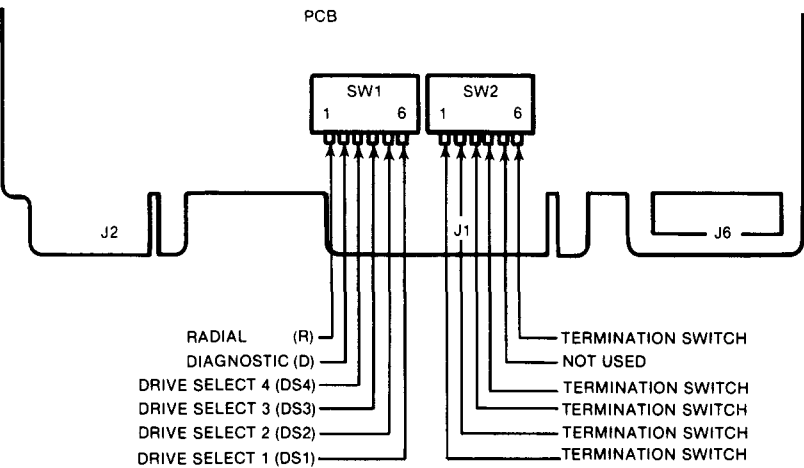 PCB
SW1 SW2
1 6 1 6
J2 J1 J6
RADIAL (R) TERMINATION SWITCH
DIAGNOSTIC (D) NOT USED
DRIVE SELECT 4 (DS4) TERMINATION SWITCH
DRIVE SELECT 3 (DS3) TERMINATION SWITCH
DRIVE SELECT 2 (DS2) TERMINATION SWITCH
DRIVE SELECT 1 (DS1) TERMINATION SWITCH